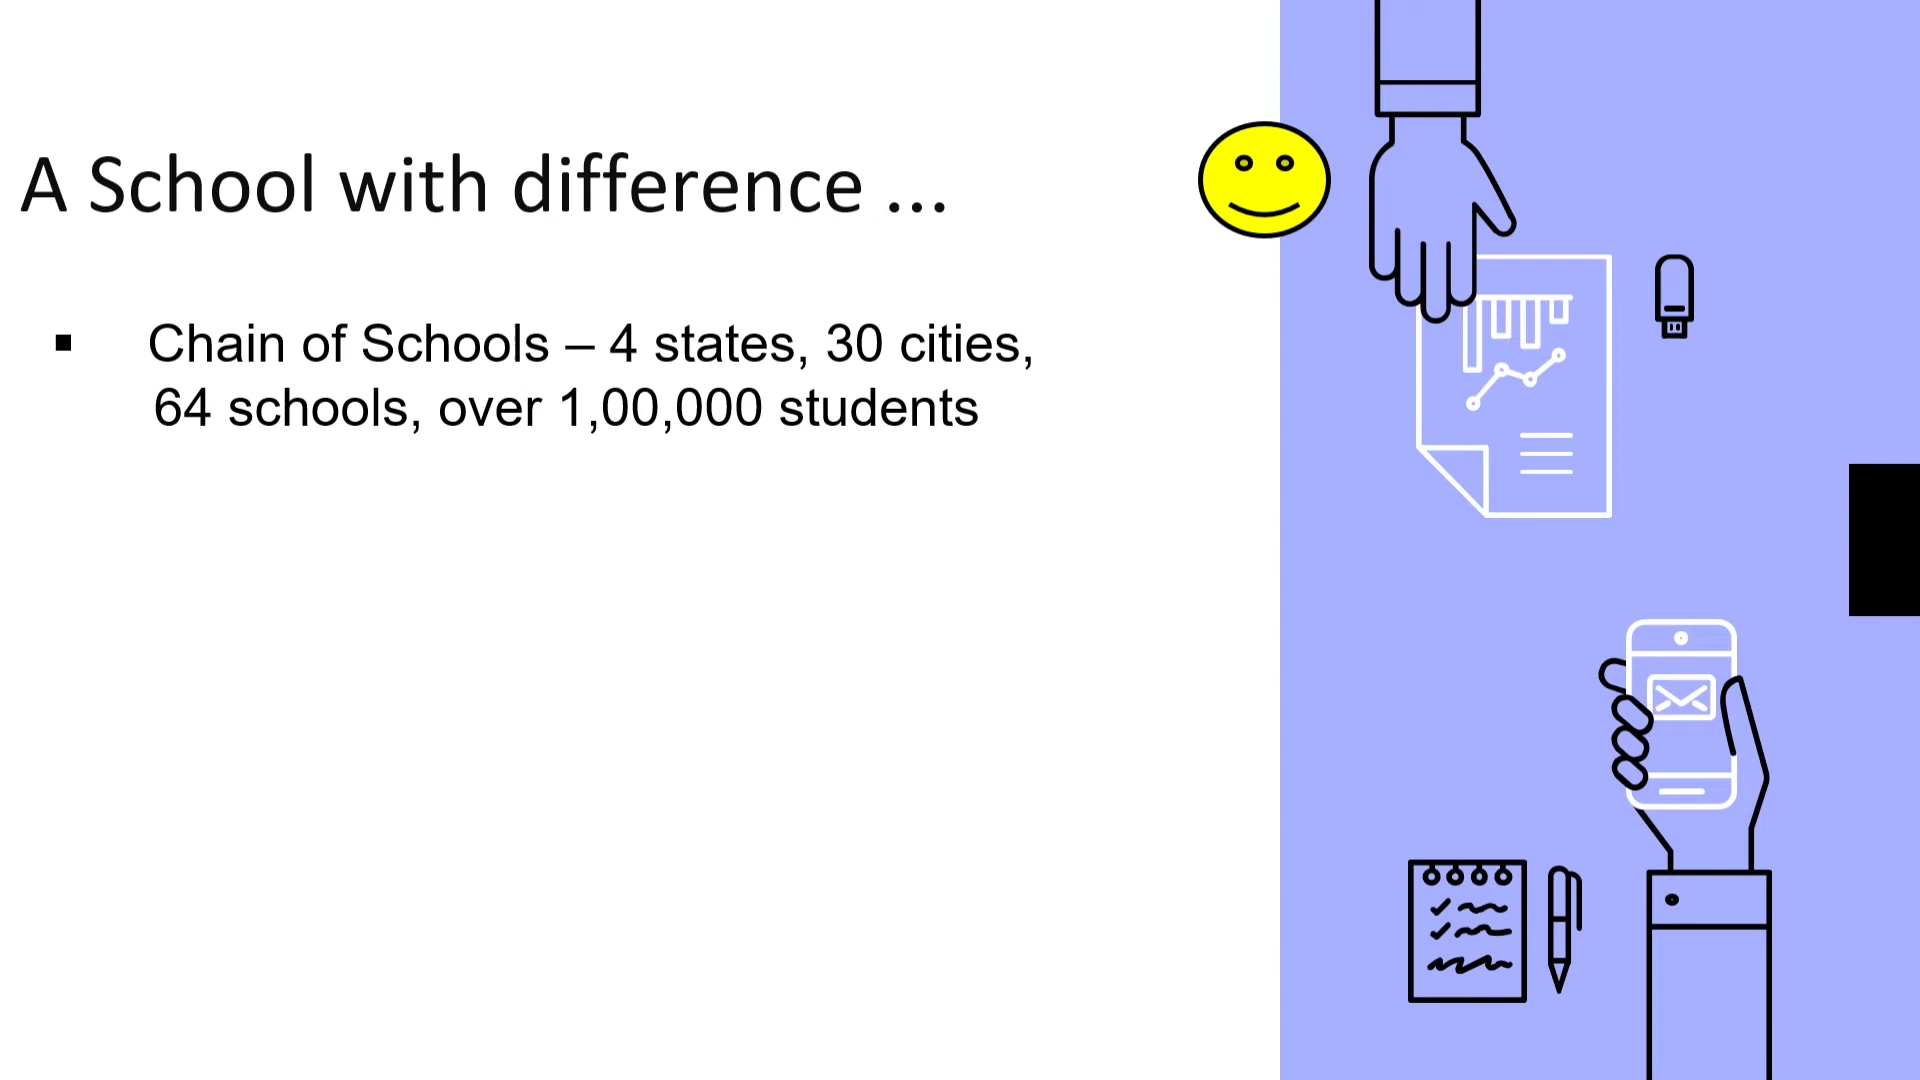 A School with difference ...
▪ Chain of Schools – 4 states, 30 cities,
64 schools, over 1,00,000 students